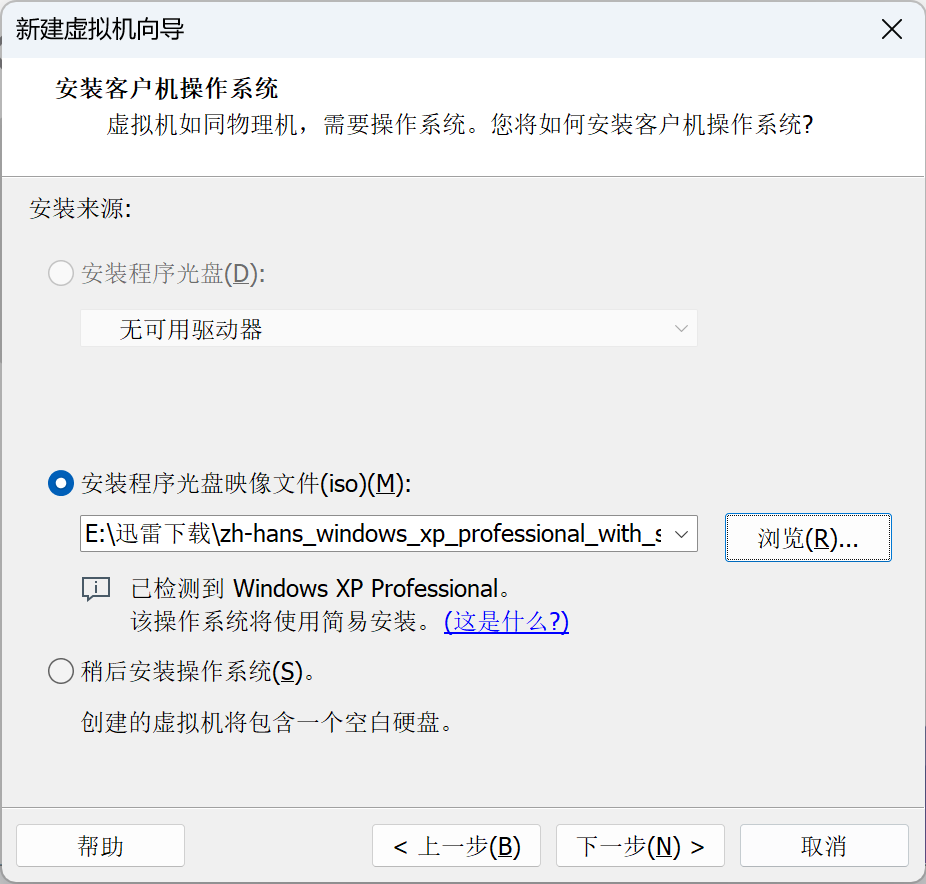 新建虚拟机向导
安装客户机操作系统
虚拟机如同物理机，需要操作系统。您将如何安装客户机操作系统?
安装来源:
安装程序光盘(D):
无可用驱动器
安装程序光盘映像文件(iso)(M):
E:\迅雷下载\zh-hans_windows_xp_professional_with_s
浏览(R)...
已检测到 Windows XP Professional。
该操作系统将使用简易安装。 (这是什么?)
稍后安装操作系统(S)。
创建的虚拟机将包含一个空白硬盘。
帮助
< 上一步(B)
下一步(N) >
取消